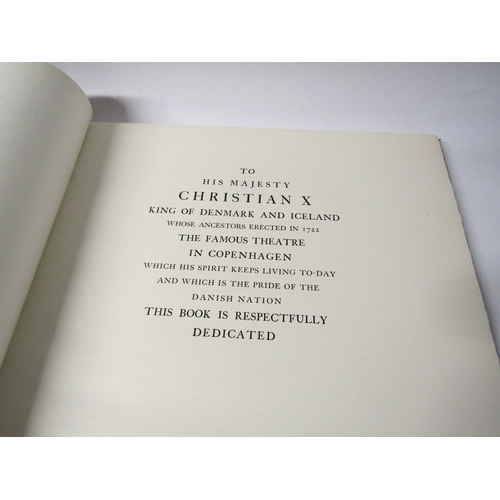 TO
HIS MAJESTY
CHRISTIAN X
KING OF DENMARK AND ICELAND
WHOSE ANCESTORS ERECTED IN 1722
THE FAMOUS THEATRE
IN COPENHAGEN
WHICH HIS SPIRIT KEEPS LIVING TO-DAY
AND WHICH IS THE PRIDE OF THE
DANISH NATION
THIS BOOK IS RESPECTFULLY
DEDICATED